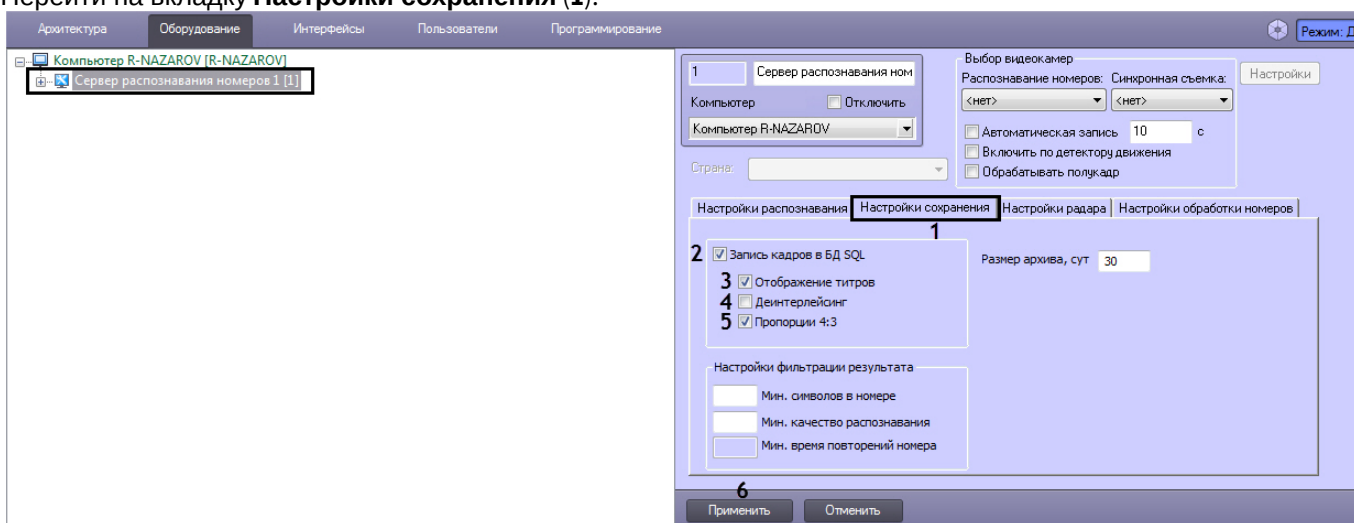 Перейти на вкладку Настройки сохранения (1).
Архитектура Оборудование Интерфейсы Пользователи Программирование
Режим: Д
Компьютер R-NAZAROV [R-NAZAROV]
Сервер распознавания номеров 1 [1]
1 Сервер распознавания ном
Компьютер Отключить
Компьютер R-NAZAROV
Страна:
Выбор видеокамер
Распознавание номеров: Синхронная съемка:
<нет> <нет>
Настройки
Автоматическая запись 10 с
Включить по детектору движения
Обрабатывать полукадр
Настройки распознавания Настройки сохранения Настройки радара Настройки обработки номеров
1
2 Запись кадров в БД SQL
3 Отображение титров
4 Деинтерлейсинг
5 Пропорции 4:3
Размер архива, сут 30
Настройки фильтрации результата
Мин. символов в номере
Мин. качество распознавания
Мин. время повторений номера
6
Применить Отменить